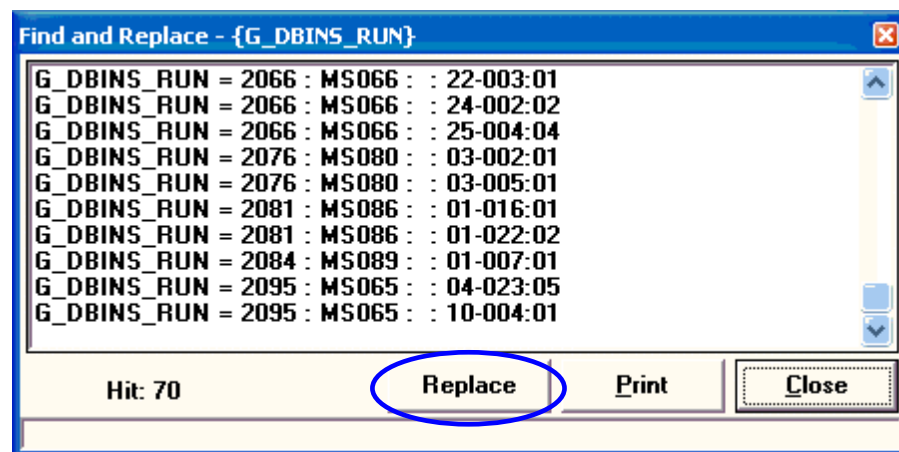 Find and Replace - {G_DBINS_RUN}
G_DBINS_RUN = 2066 : MS066 :  : 22-003:01
G_DBINS_RUN = 2066 : MS066 :  : 24-002:02
G_DBINS_RUN = 2066 : MS066 :  : 25-004:04
G_DBINS_RUN = 2076 : MS080 :  : 03-002:01
G_DBINS_RUN = 2076 : MS080 :  : 03-005:01
G_DBINS_RUN = 2081 : MS086 :  : 01-016:01
G_DBINS_RUN = 2081 : MS086 :  : 01-022:02
G_DBINS_RUN = 2084 : MS089 :  : 01-007:01
G_DBINS_RUN = 2095 : MS065 :  : 04-023:05
G_DBINS_RUN = 2095 : MS065 :  : 10-004:01
Hit: 70 Replace Print Close